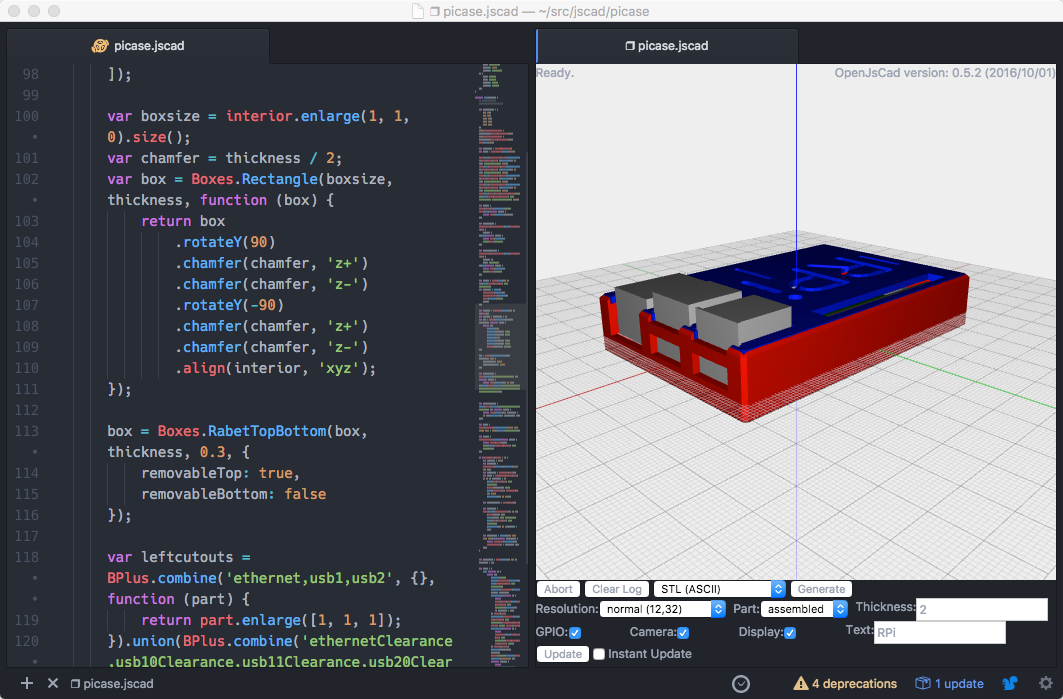 picase.jscad — ~/src/jscad/picase
picase.jscad
98 ]);
99
100 var boxsize = interior.enlarge(1, 1,
• 0).size();
101 var chamfer = thickness / 2;
102 var box = Boxes.Rectangle(boxsize,
• thickness, function (box) {
103 return box
104 .rotateY(90)
105 .chamfer(chamfer, 'z+')
106 .chamfer(chamfer, 'z-')
107 .rotateY(-90)
108 .chamfer(chamfer, 'z+')
109 .chamfer(chamfer, 'z-')
110 .align(interior, 'xyz');
111 });
112
113 box = Boxes.RabetTopBottom(box,
• thickness, 0.3, {
114 removableTop: true,
115 removableBottom: false
116 });
117
118 var leftcutouts =
• BPlus.combine('ethernet,usb1,usb2', {},
• function (part) {
119 return part.enlarge([1, 1, 1]);
120 }).union(BPlus.combine('ethernetClearance
• ,usb10Clearance,usb11Clearance,usb20Clear
picase.jscad
Ready.
OpenJsCad version: 0.5.2 (2016/10/01)
Abort Clear Log STL (ASCII) Generate
Resolution: normal (12,32) Part: assembled Thickness: 2
GPIO: Camera: Display: Text: RPi
Update Instant Update
picase.jscad
4 deprecations 1 update